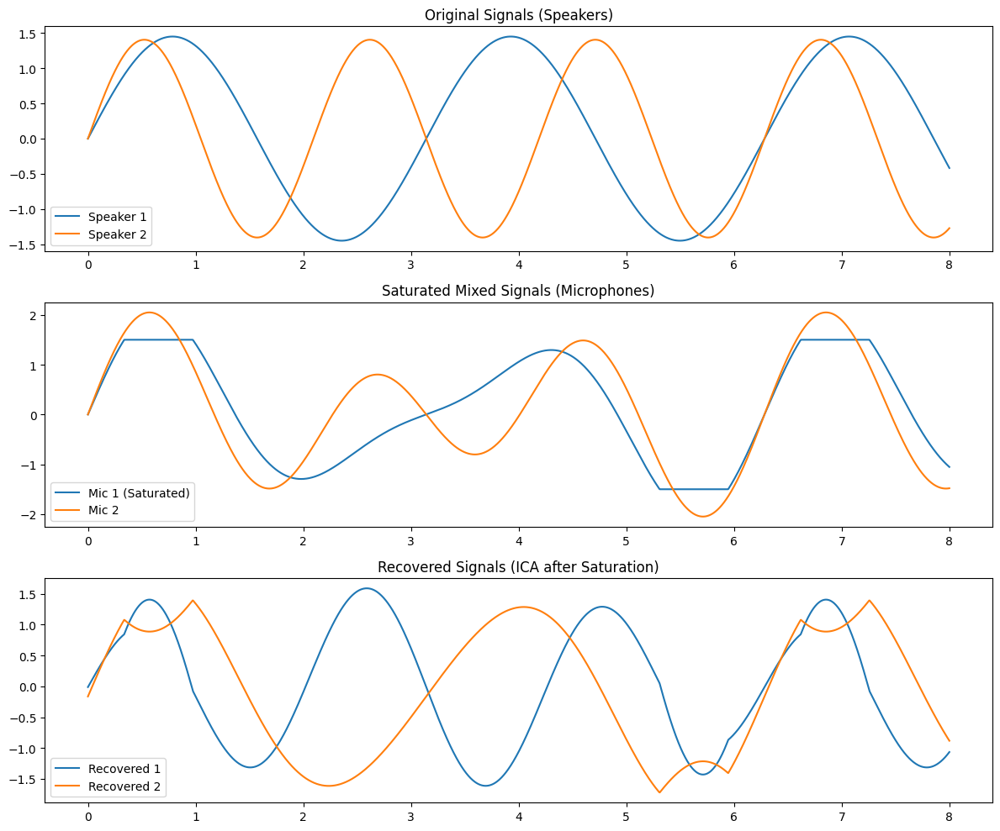 Original Signals (Speakers)
1.5
1.0
0.5
0.0
−0.5
−1.0
−1.5
Speaker 1
Speaker 2
0 1 2 3 4 5 6 7 8
Saturated Mixed Signals (Microphones)
2
1
0
−1
−2
Mic 1 (Saturated)
Mic 2
0 1 2 3 4 5 6 7 8
Recovered Signals (ICA after Saturation)
1.5
1.0
0.5
0.0
−0.5
−1.0
−1.5
Recovered 1
Recovered 2
0 1 2 3 4 5 6 7 8